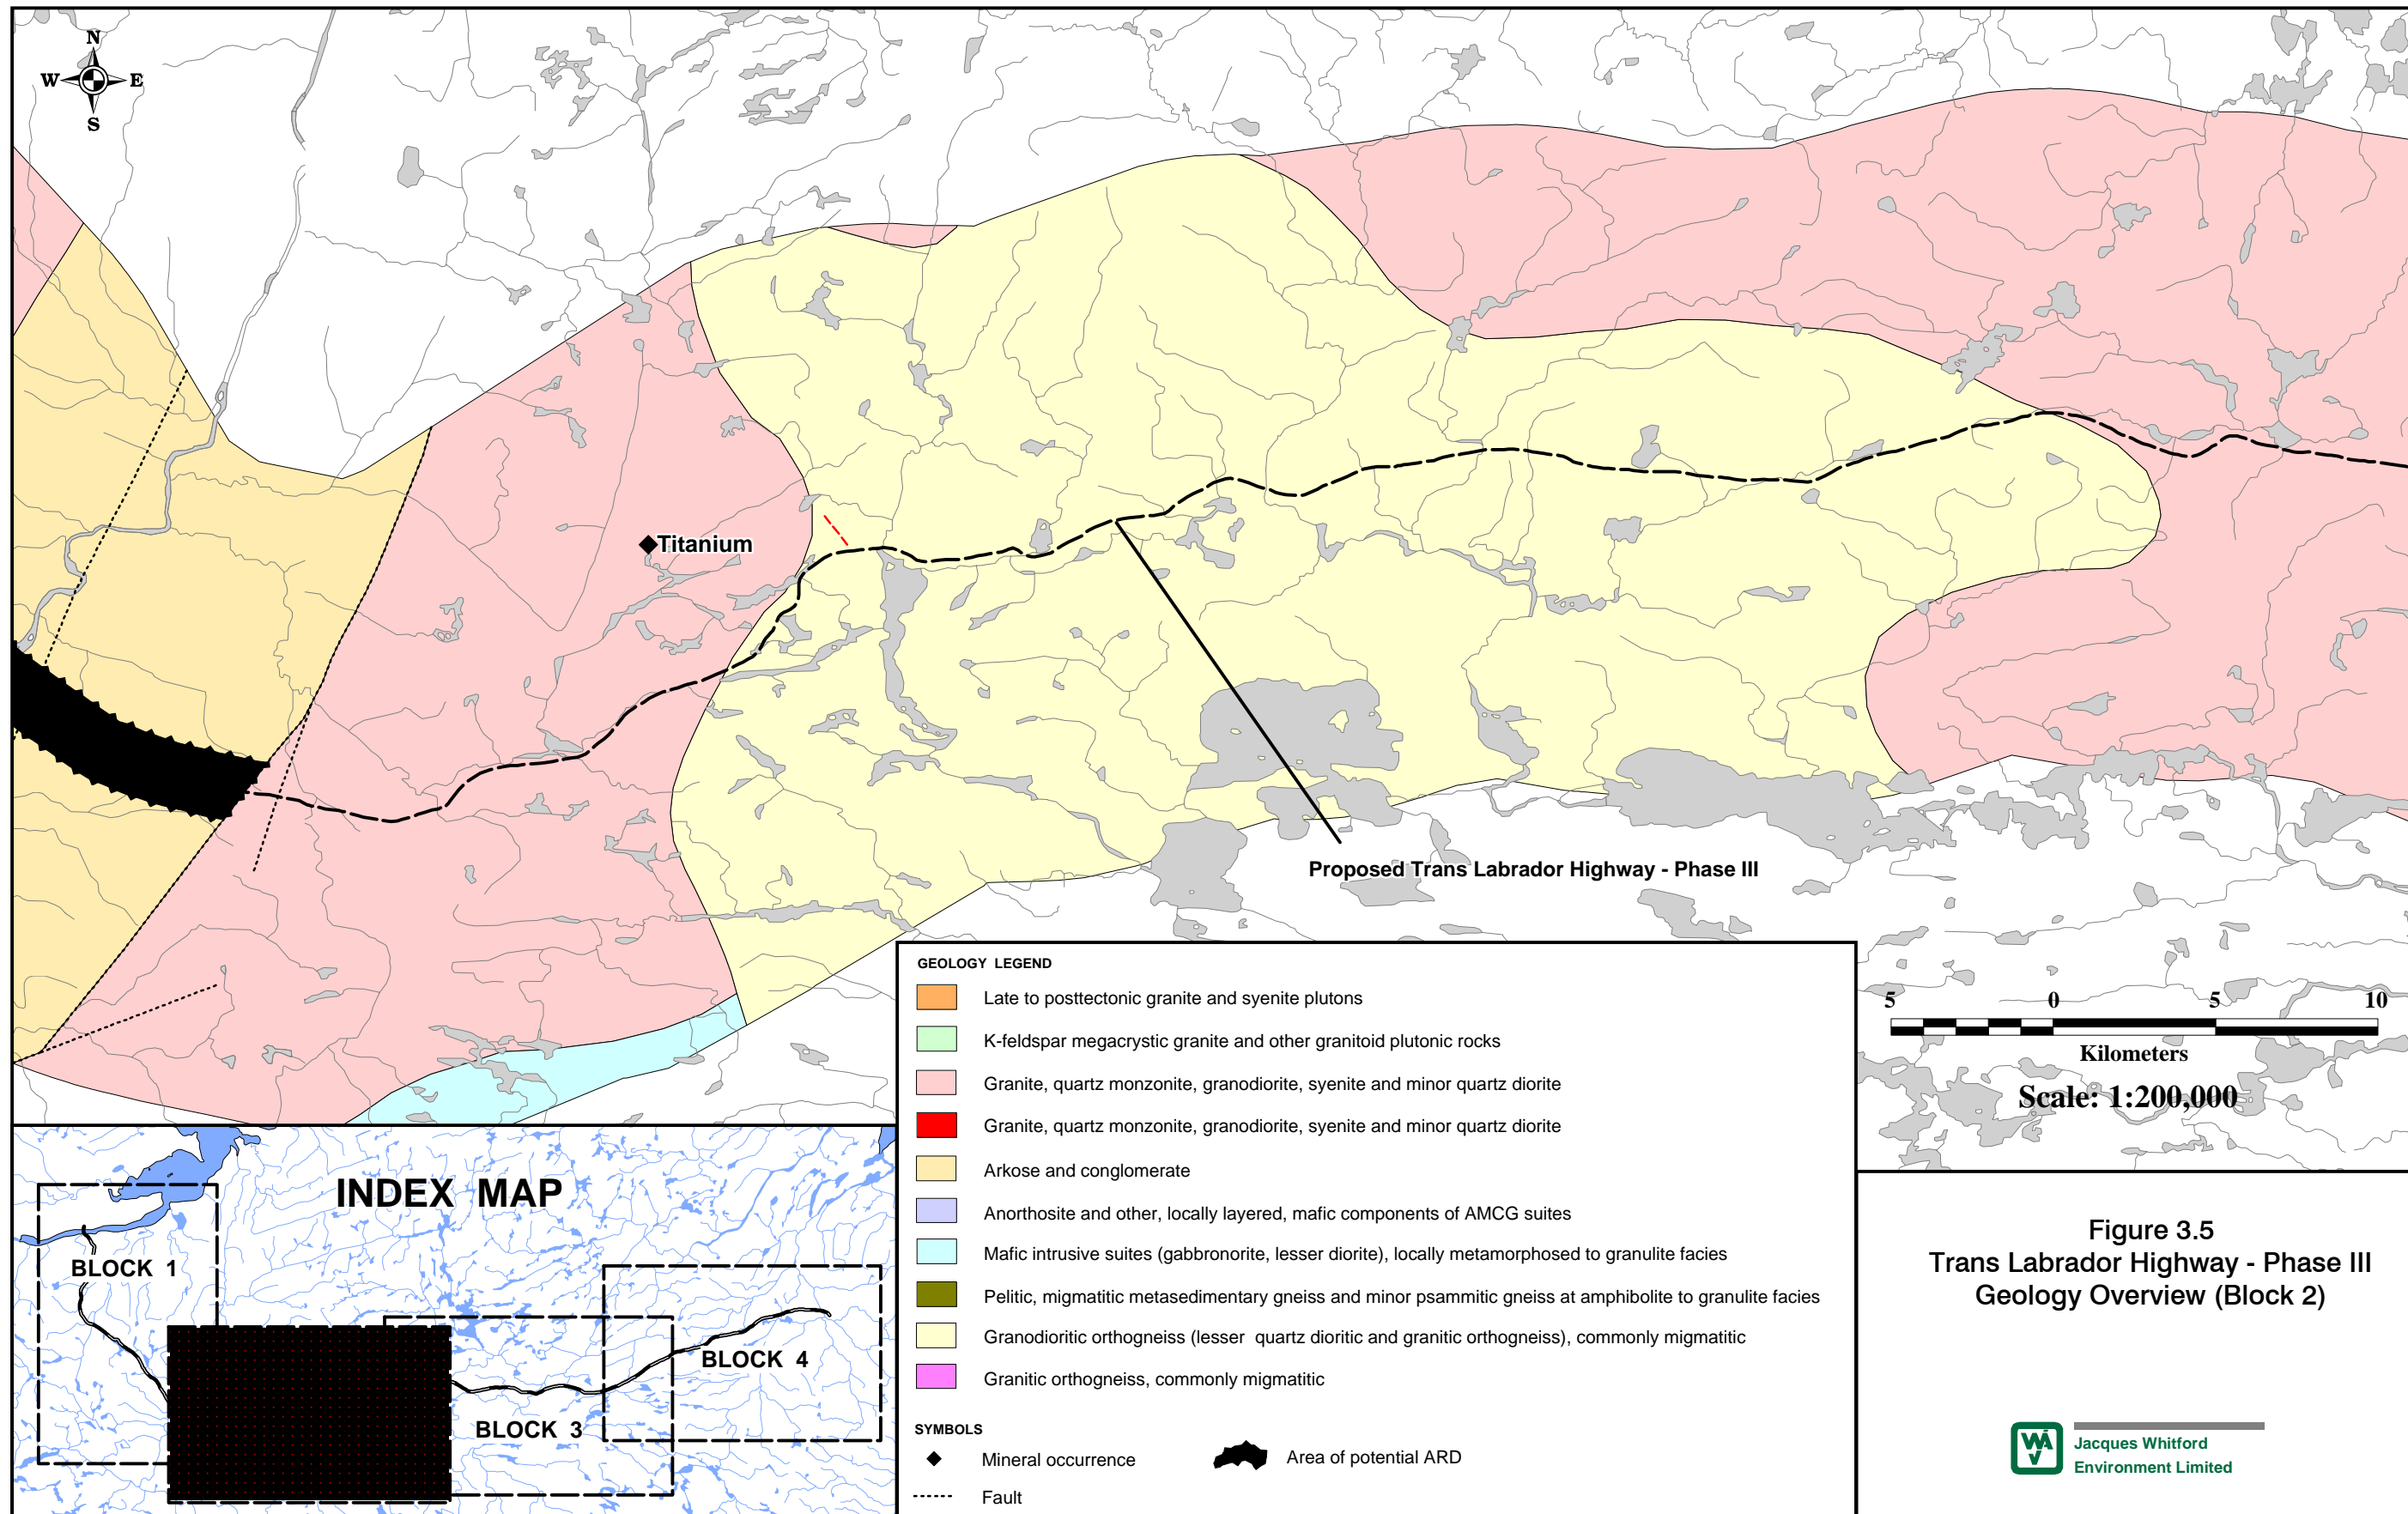 N
W E
S
Titanium
Proposed Trans Labrador Highway - Phase III
GEOLOGY LEGEND
Late to posttectonic granite and syenite plutons
K-feldspar megacrystic granite and other granitoid plutonic rocks
Granite, quartz monzonite, granodiorite, syenite and minor quartz diorite
Granite, quartz monzonite, granodiorite, syenite and minor quartz diorite
Arkose and conglomerate
Anorthosite and other, locally layered, mafic components of AMCG suites
Mafic intrusive suites (gabbronorite, lesser diorite), locally metamorphosed to granulite facies
Pelitic, migmatitic metasedimentary gneiss and minor psammitic gneiss at amphibolite to granulite facies
Granodioritic orthogneiss (lesser quartz dioritic and granitic orthogneiss), commonly migmatitic
Granitic orthogneiss, commonly migmatitic
SYMBOLS
Mineral occurrence
Area of potential ARD
Fault
5 0 5 10
Kilometers
Scale: 1:200,000
INDEX MAP
BLOCK 1
BLOCK 4
BLOCK 3
Figure 3.5
Trans Labrador Highway - Phase III
Geology Overview (Block 2)
Jacques Whitford
Environment Limited